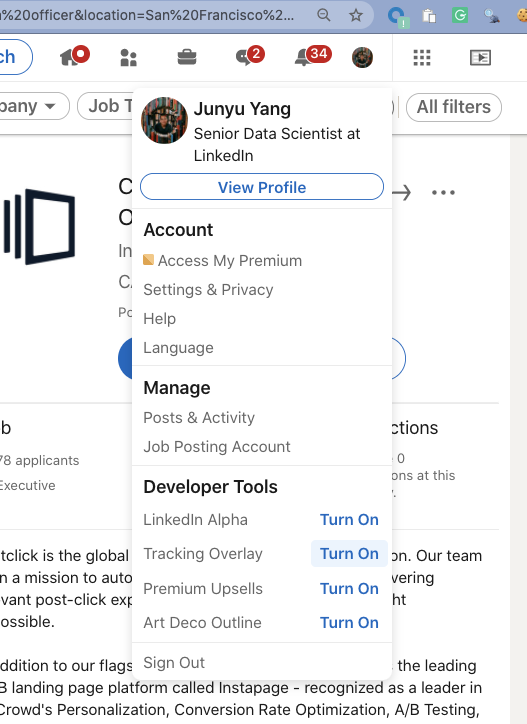 %20officer&location=San%20Francisco%2...
ch
2
34
pany
Job T
All filters
Junyu Yang
Senior Data Scientist at
LinkedIn
View Profile
Account
Access My Premium
Settings & Privacy
Help
Language
Manage
Posts & Activity
Job Posting Account
Developer Tools
LinkedIn Alpha Turn On
Tracking Overlay Turn On
Premium Upsells Turn On
Art Deco Outline Turn On
Sign Out
C
O
In
CA
Po
b
ctions
78 applicants
0
Executive
ons at this
y.
tclick is the global
on. Our team
n a mission to auto
vering
vant post-click exp
ht
ossible.
ddition to our flags
the leading
B landing page platform called Instapage - recognized as a leader in
Crowd's Personalization, Conversion Rate Optimization, A/B Testing,